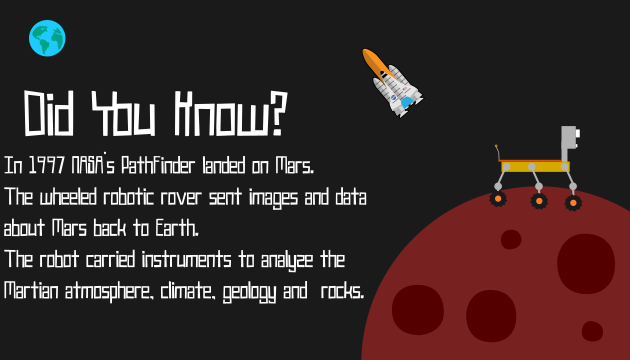 Did You Know?
In 1997 NASA's PathFinder landed on Mars.
The wheeled robotic rover sent images and data
about Mars back to Earth.
The robot carried instruments to analyze the
Martian atmosphere, climate, geology and rocks.